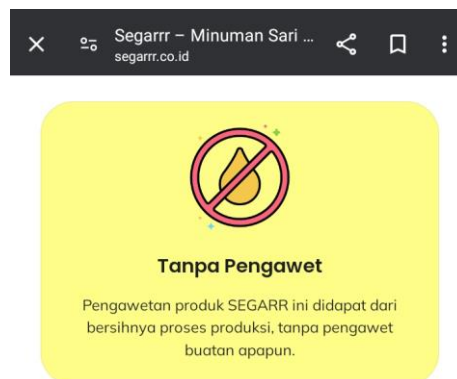 Segarrr – Minuman Sari ...
segarrr.co.id
Tanpa Pengawet
Pengawetan produk SEGARR ini didapat dari
bersihnya proses produksi, tanpa pengawet
buatan apapun.